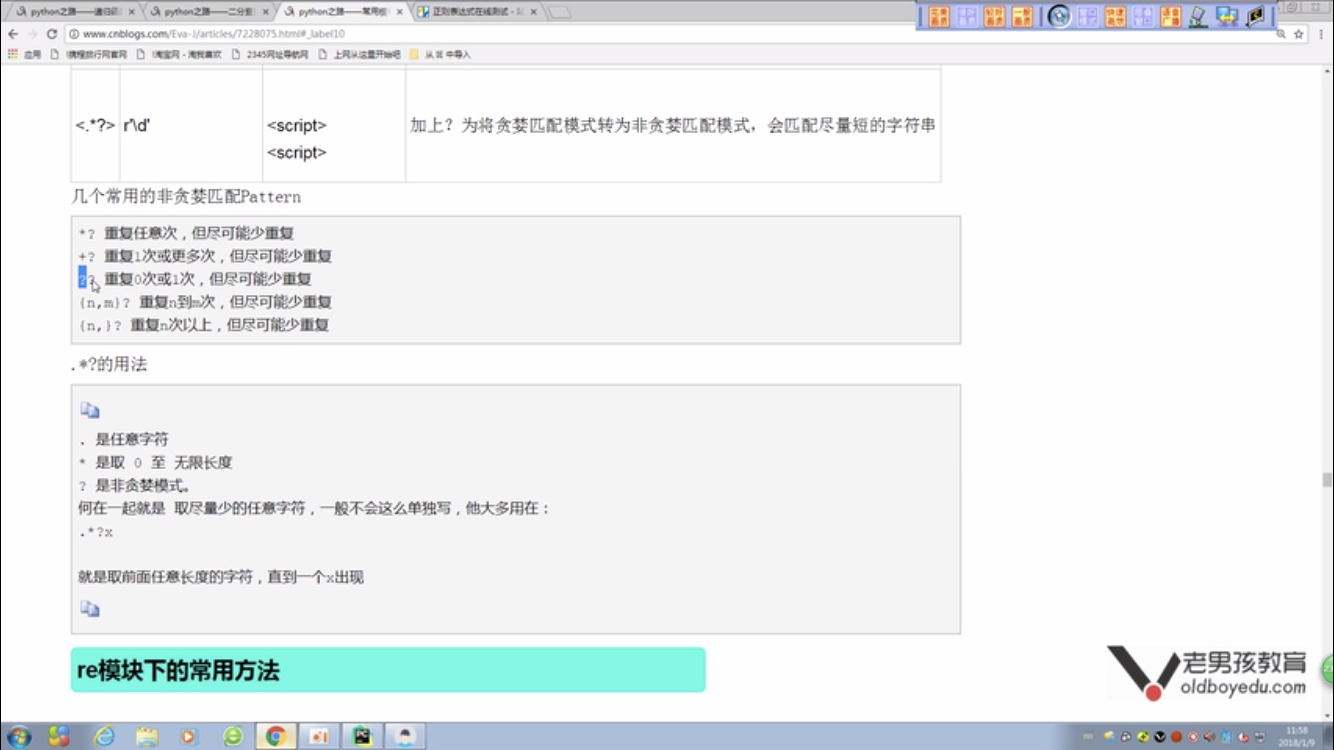 python之路——递归函
python之路——二分查
python之路——常用模
正则表达式在线测试 - 站
www.cnblogs.com/Eva-J/articles/7228075.html#_label10
应用
携程旅行网官网
淘宝网 - 淘我喜欢
2345网址导航网
上网从这里开始吧
从 IE 中导入
<.*?> r'\d' <script> 加上？为将贪婪匹配模式转为非贪婪匹配模式，会匹配尽量短的字符串
<script>
几个常用的非贪婪匹配Pattern
*? 重复任意次，但尽可能少重复
+? 重复1次或更多次，但尽可能少重复
?? 重复0次或1次，但尽可能少重复
{n,m}? 重复n到m次，但尽可能少重复
{n,}? 重复n次以上，但尽可能少重复
.*?的用法
. 是任意字符
* 是取 0 至 无限长度
? 是非贪婪模式。
何在一起就是 取尽量少的任意字符，一般不会这么单独写，他大多用在：
.*?x
就是取前面任意长度的字符，直到一个x出现
re模块下的常用方法
老男孩教育
oldboyedu.com
11:58
2018/1/9